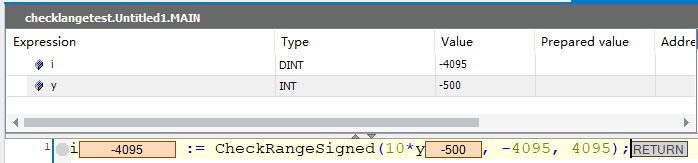 checklangetest.Untitled1.MAIN
Expression Type Value Prepared value Addre
i DINT -4095
y INT -500
1 i -4095 := CheckRangeSigned(10*y -500 , -4095, 4095);RETURN